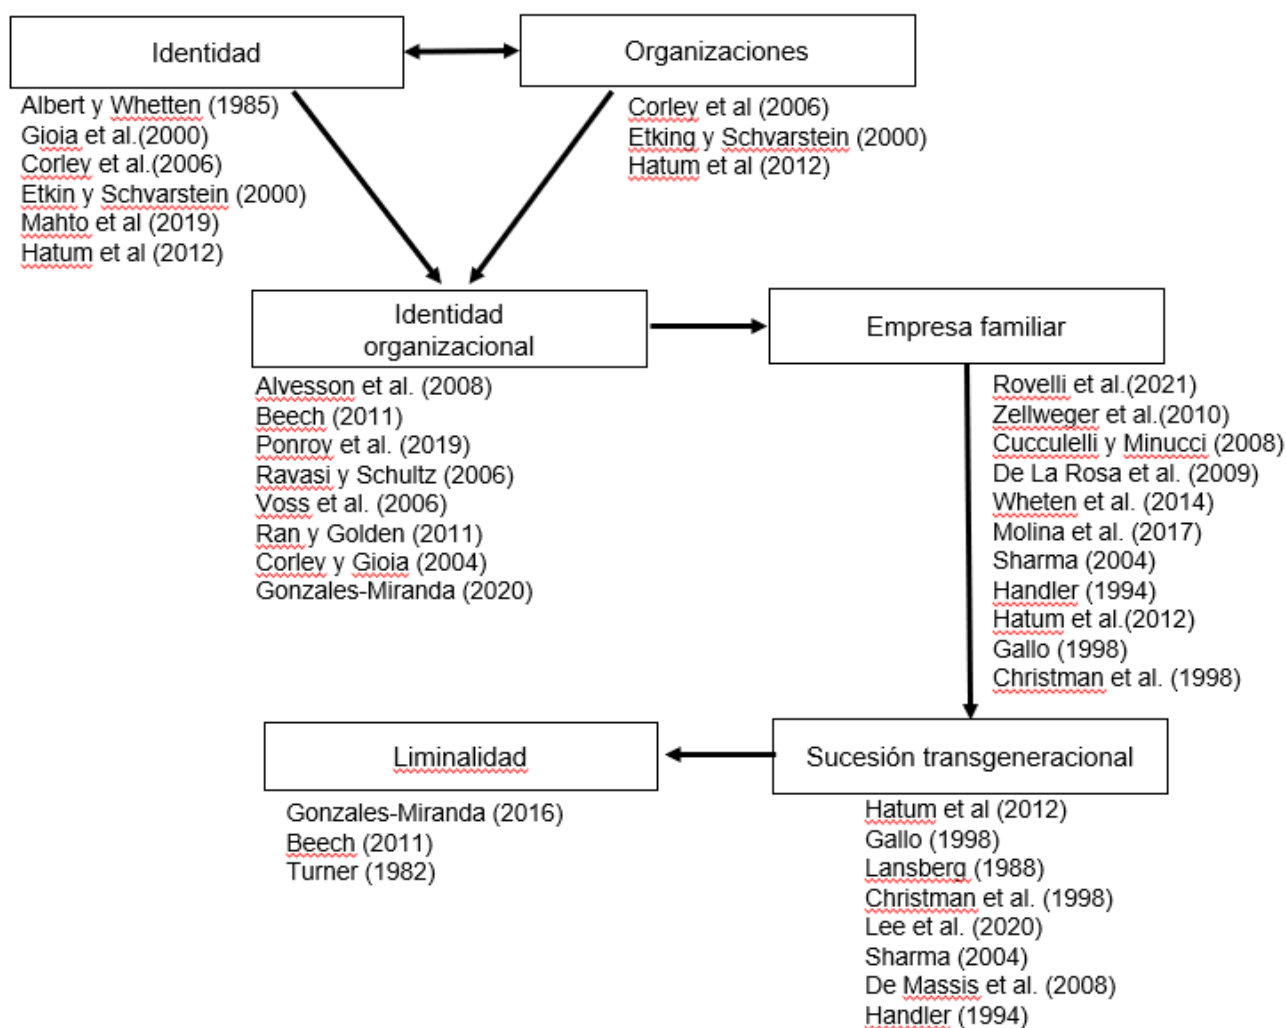 Identidad
Organizaciones
Albert y Whetten (1985)
Gioia et al.(2000)
Corley et al.(2006)
Etkin y Schvarstein (2000)
Mahto et al (2019)
Hatum et al (2012)
Corley et al (2006)
Etking y Schvarstein (2000)
Hatum et al (2012)
Identidad
organizacional
Empresa familiar
Alvesson et al. (2008)
Beech (2011)
Ponroy et al. (2019)
Ravasi y Schultz (2006)
Voss et al. (2006)
Ran y Golden (2011)
Corley y Gioia (2004)
Gonzales-Miranda (2020)
Rovelli et al.(2021)
Zellweger et al.(2010)
Cucculelli y Minucci (2008)
De La Rosa et al. (2009)
Wheten et al. (2014)
Molina et al. (2017)
Sharma (2004)
Handler (1994)
Hatum et al.(2012)
Gallo (1998)
Christman et al. (1998)
Liminalidad
Sucesión transgeneracional
Gonzales-Miranda (2016)
Beech (2011)
Turner (1982)
Hatum et al (2012)
Gallo (1998)
Lansberg (1988)
Christman et al. (1998)
Lee et al. (2020)
Sharma (2004)
De Massis et al. (2008)
Handler (1994)